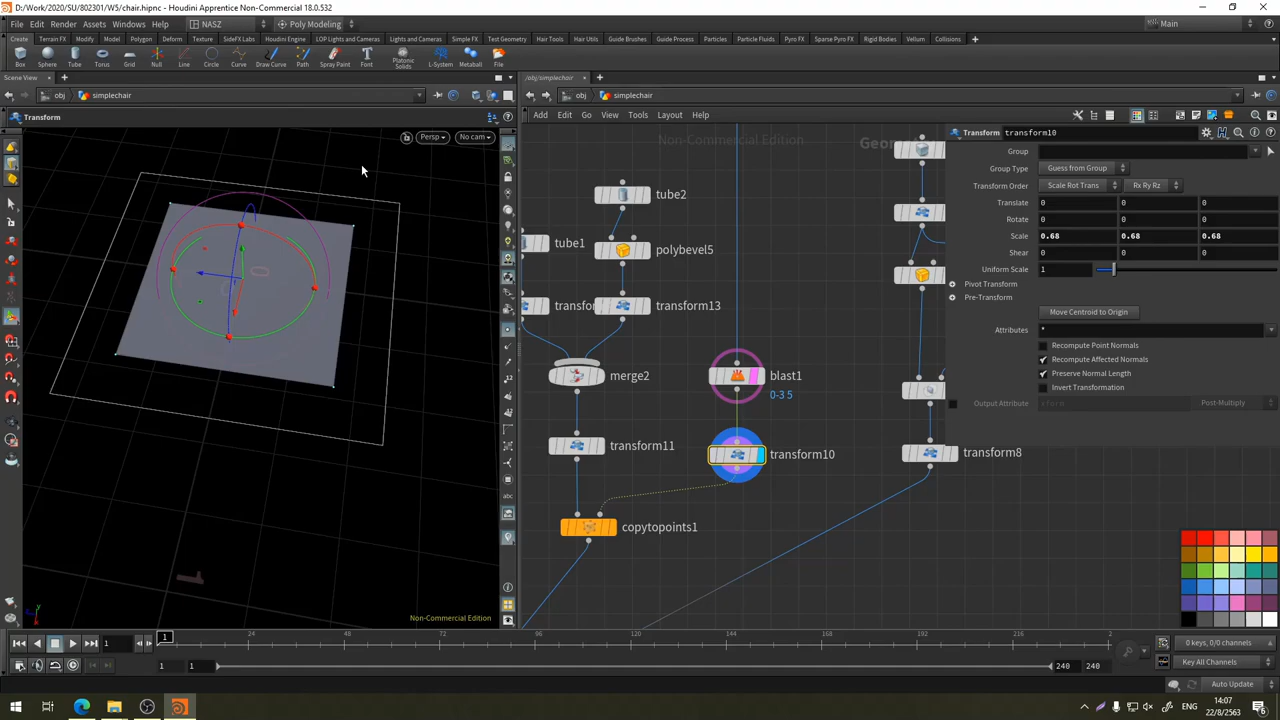 D:/Work/2020/SU/802301/W5/chair.hipnc - Houdini Apprentice Non-Commercial 18.0.532
File Edit Render Assets Windows Help NASZ Poly Modeling Main
Create Terrain FX Modify Model Polygon Deform Texture SideFX Labs Houdini Engine LOP Lights and Cameras Lights and Cameras Simple FX Test Geometry Hair Tools Hair Utils Guide Brushes Guide Process Particles Particle Fluids Pyro FX Sparse Pyro FX Rigid Bodies Vellum Collisions
Box Sphere Tube Torus Grid Null Line Circle Curve Draw Curve Path Spray Paint Font Platonic Solids L-System Metaball File
Scene View /obj/simplechair
obj simplechair obj simplechair
Transform Add Edit Go View Tools Layout Help
Persp No cam
Non-Commercial Edition
Transform transform10
Group
Group Type Guess from Group
Transform Order Scale Rot Trans Rx Ry Rz
Translate 0 0 0
Rotate 0 0 0
Scale 0.68 0.68 0.68
Shear 0 0 0
Uniform Scale 1
Pivot Transform
Pre-Transform
Move Centroid to Origin
Attributes *
Recompute Point Normals
Recompute Affected Normals
Preserve Normal Length
Invert Transformation
Output Attribute xform Post-Multiply
tube2
tube1
polybevel5
transfor
transform13
merge2
blast1
0-3 5
transform11
transform10
transform8
copytopoints1
Non-Commercial Edition
1 1 24 48 72 96 120 144 168 192 216 2
0 keys, 0/0 channels
1 1 240 240 Key All Channels
Auto Update
ENG
14:07
22/8/2563